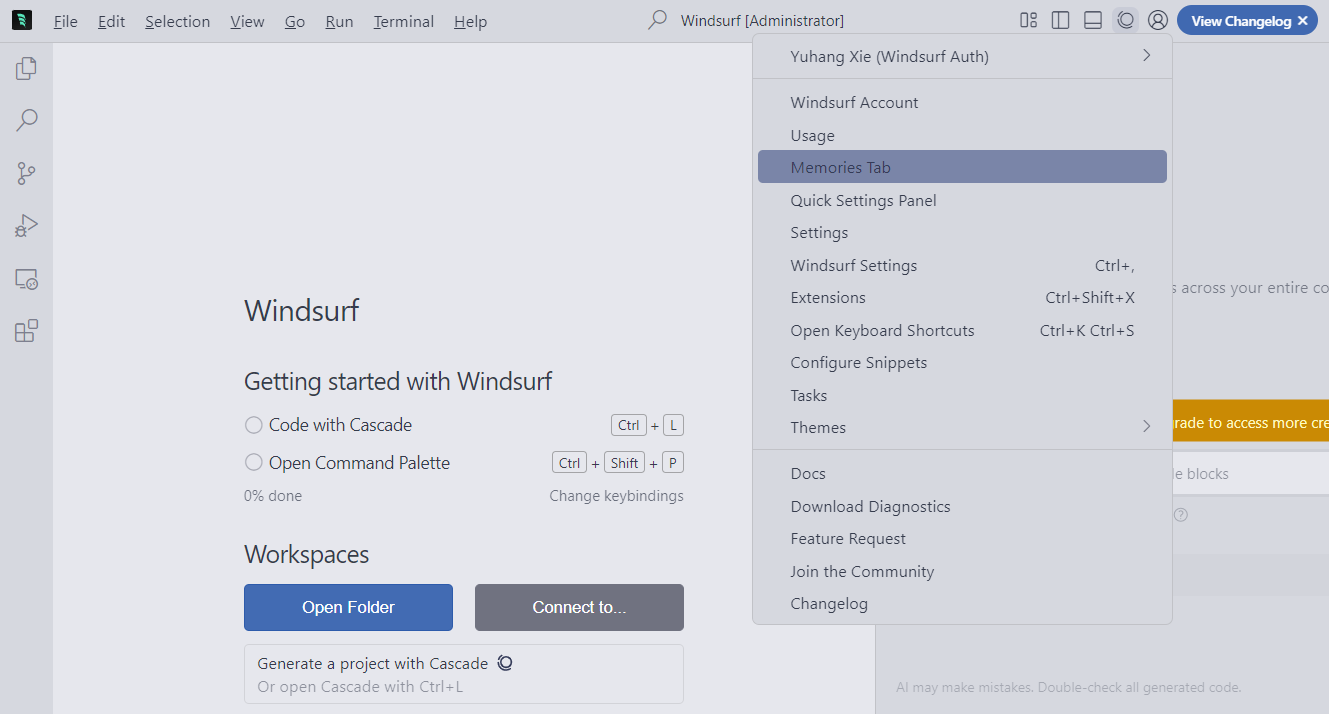 File Edit Selection View Go Run Terminal Help Windsurf [Administrator] View Changelog
Yuhang Xie (Windsurf Auth)
Windsurf Account
Usage
Memories Tab
Quick Settings Panel
Settings
Windsurf Settings Ctrl+,
Extensions Ctrl+Shift+X
Open Keyboard Shortcuts Ctrl+K Ctrl+S
Configure Snippets
Tasks
Themes
Docs
Download Diagnostics
Feature Request
Join the Community
Changelog
Windsurf
Getting started with Windsurf
Code with Cascade Ctrl + L
Open Command Palette Ctrl + Shift + P
0% done Change keybindings
Workspaces
Open Folder Connect to...
Generate a project with Cascade
Or open Cascade with Ctrl+L
across your entire
to access more
blocks
AI may make mistakes. Double-check all generated code.